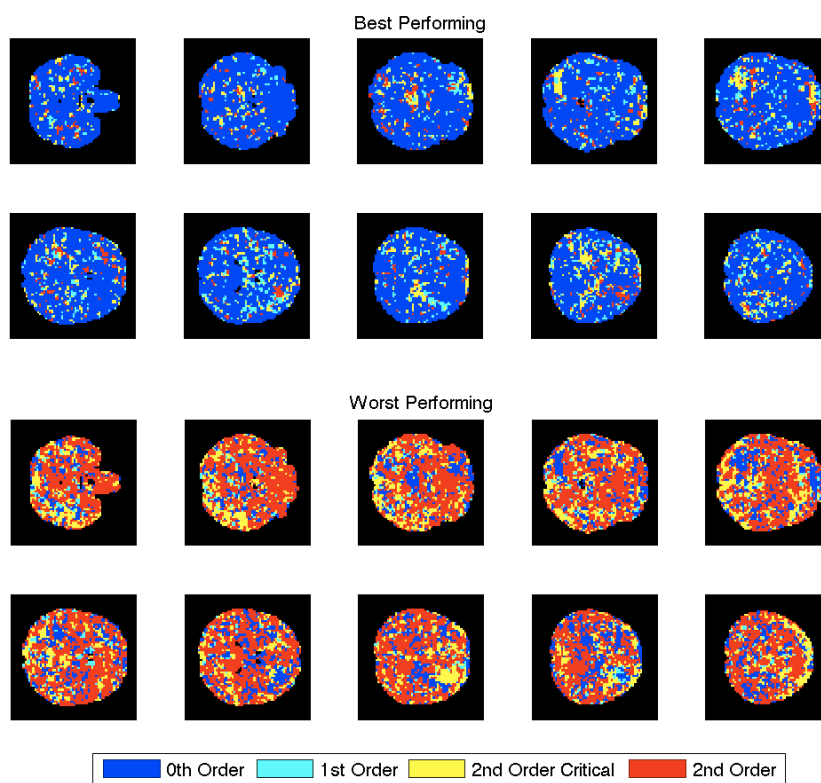 Best Performing
Worst Performing
0th Order 1st Order 2nd Order Critical 2nd Order